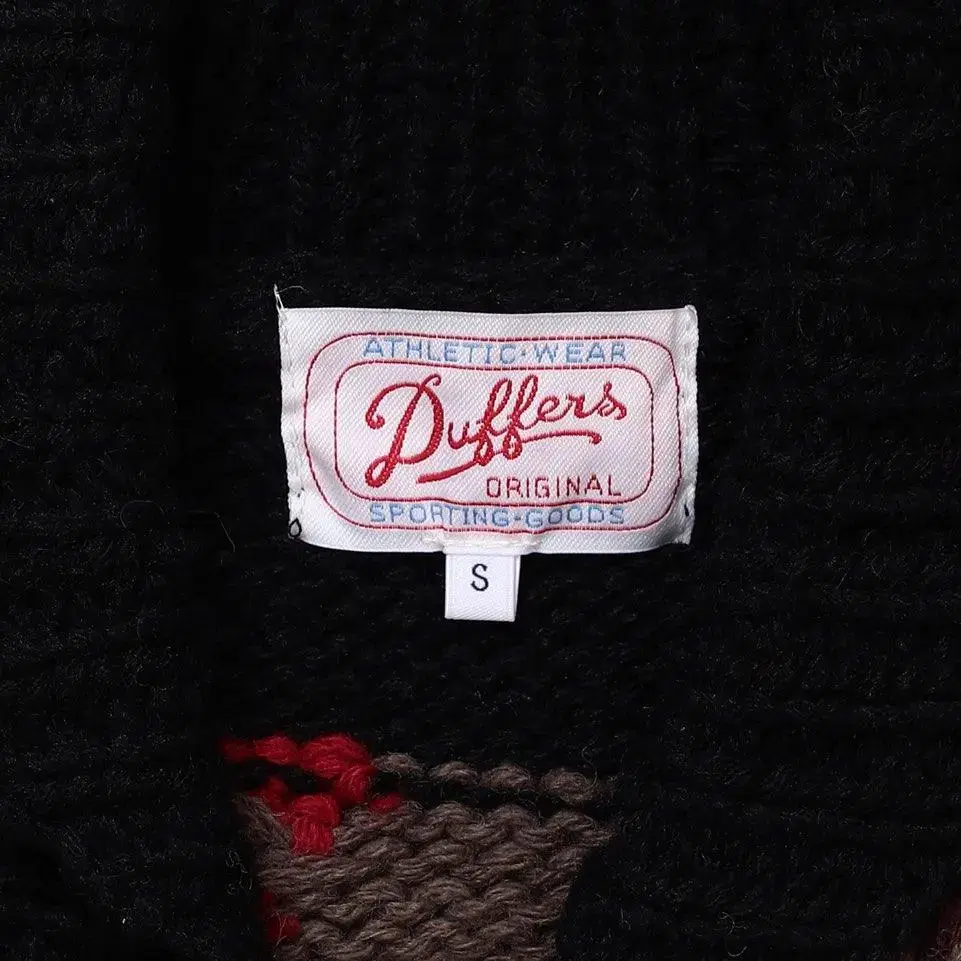 ATHLETIC·WEAR
Duffers
ORIGINAL
SPORTING-GOODS
S